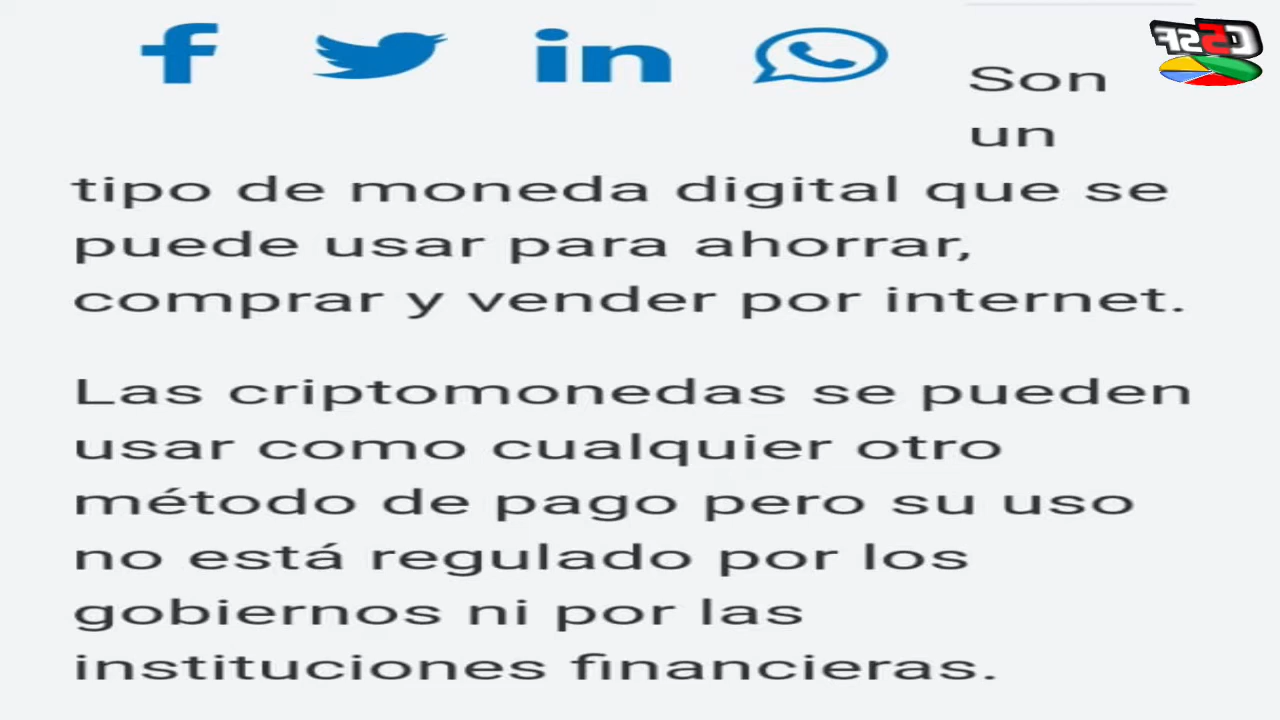 Son
un
tipo de moneda digital que se
puede usar para ahorrar,
comprar y vender por internet.
Las criptomonedas se pueden
usar como cualquier otro
método de pago pero su uso
no está regulado por los
gobiernos ni por las
instituciones financieras.